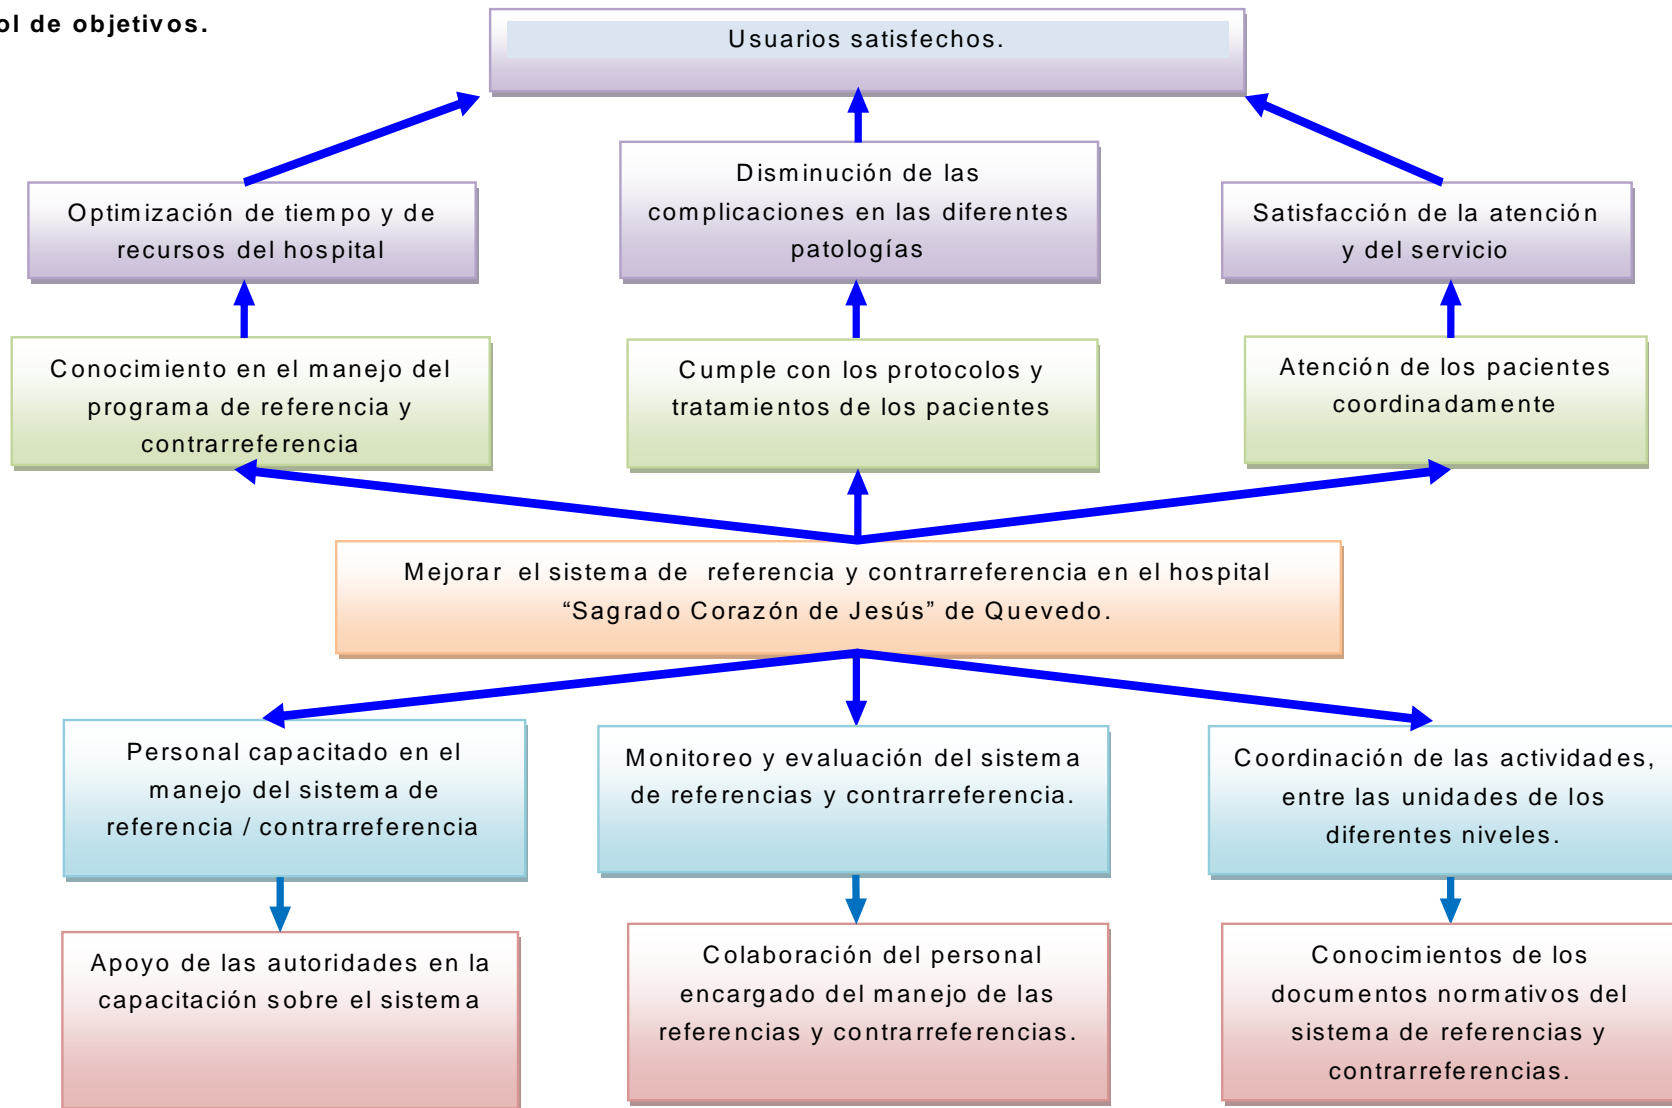 ol de objetivos.
Usuarios satisfechos.
Optimización de tiempo y de
recursos del hospital
Disminución de las
complicaciones en las diferentes
patologías
Satisfacción de la atención
y del servicio
Conocimiento en el manejo del
programa de referencia y
contrarreferencia
Cumple con los protocolos y
tratamientos de los pacientes
Atención de los pacientes
coordinadamente
Mejorar el sistema de referencia y contrarreferencia en el hospital
“Sagrado Corazón de Jesús” de Quevedo.
Personal capacitado en el
manejo del sistema de
referencia / contrarreferencia
Monitoreo y evaluación del sistema
de referencias y contrarreferencia.
Coordinación de las actividades,
entre las unidades de los
diferentes niveles.
Apoyo de las autoridades en la
capacitación sobre el sistema
Colaboración del personal
encargado del manejo de las
referencias y contrarreferencias.
Conocimientos de los
documentos normativos del
sistema de referencias y
contrarreferencias.